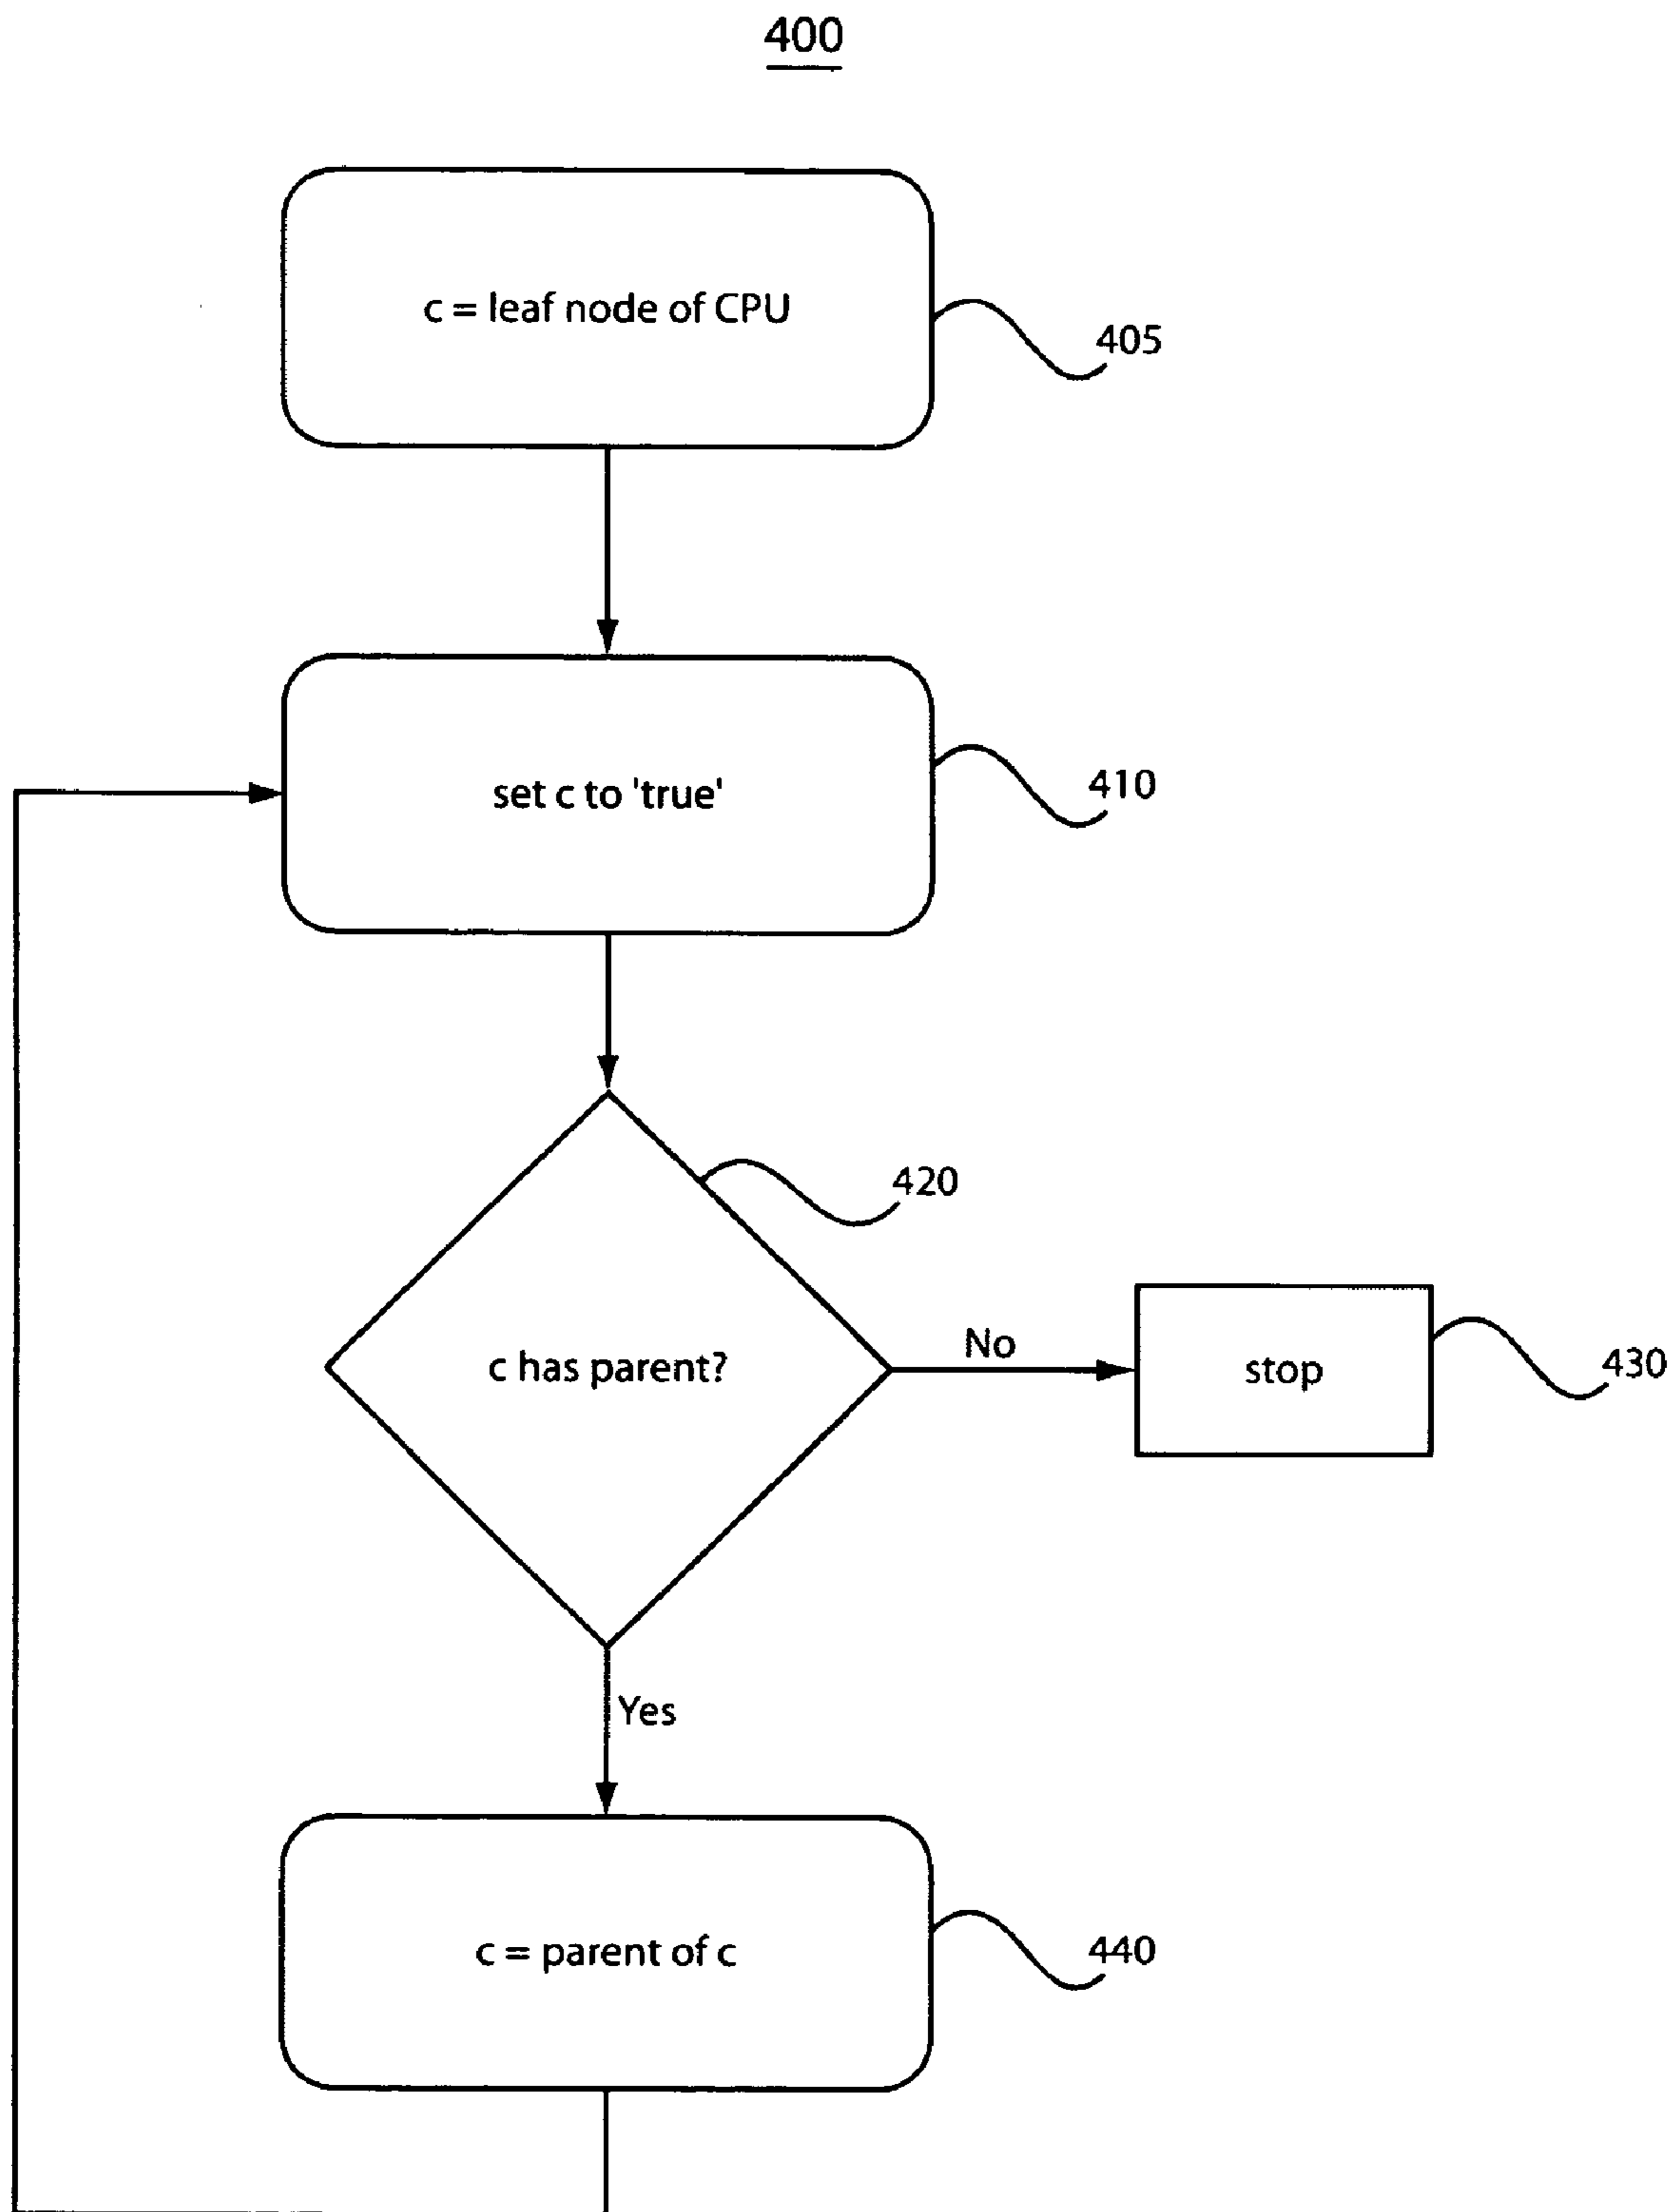 400
c = leaf node of CPU
405
set c to 'true'
410
420
c has parent?
No
stop
430
Yes
c = parent of c
440